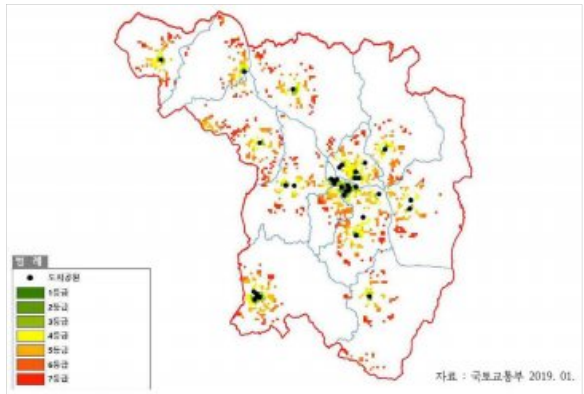 범 례
도시공원
1등급
2등급
3등급
4등급
5등급
6등급
7등급
자료 : 국토교통부 2019. 01.